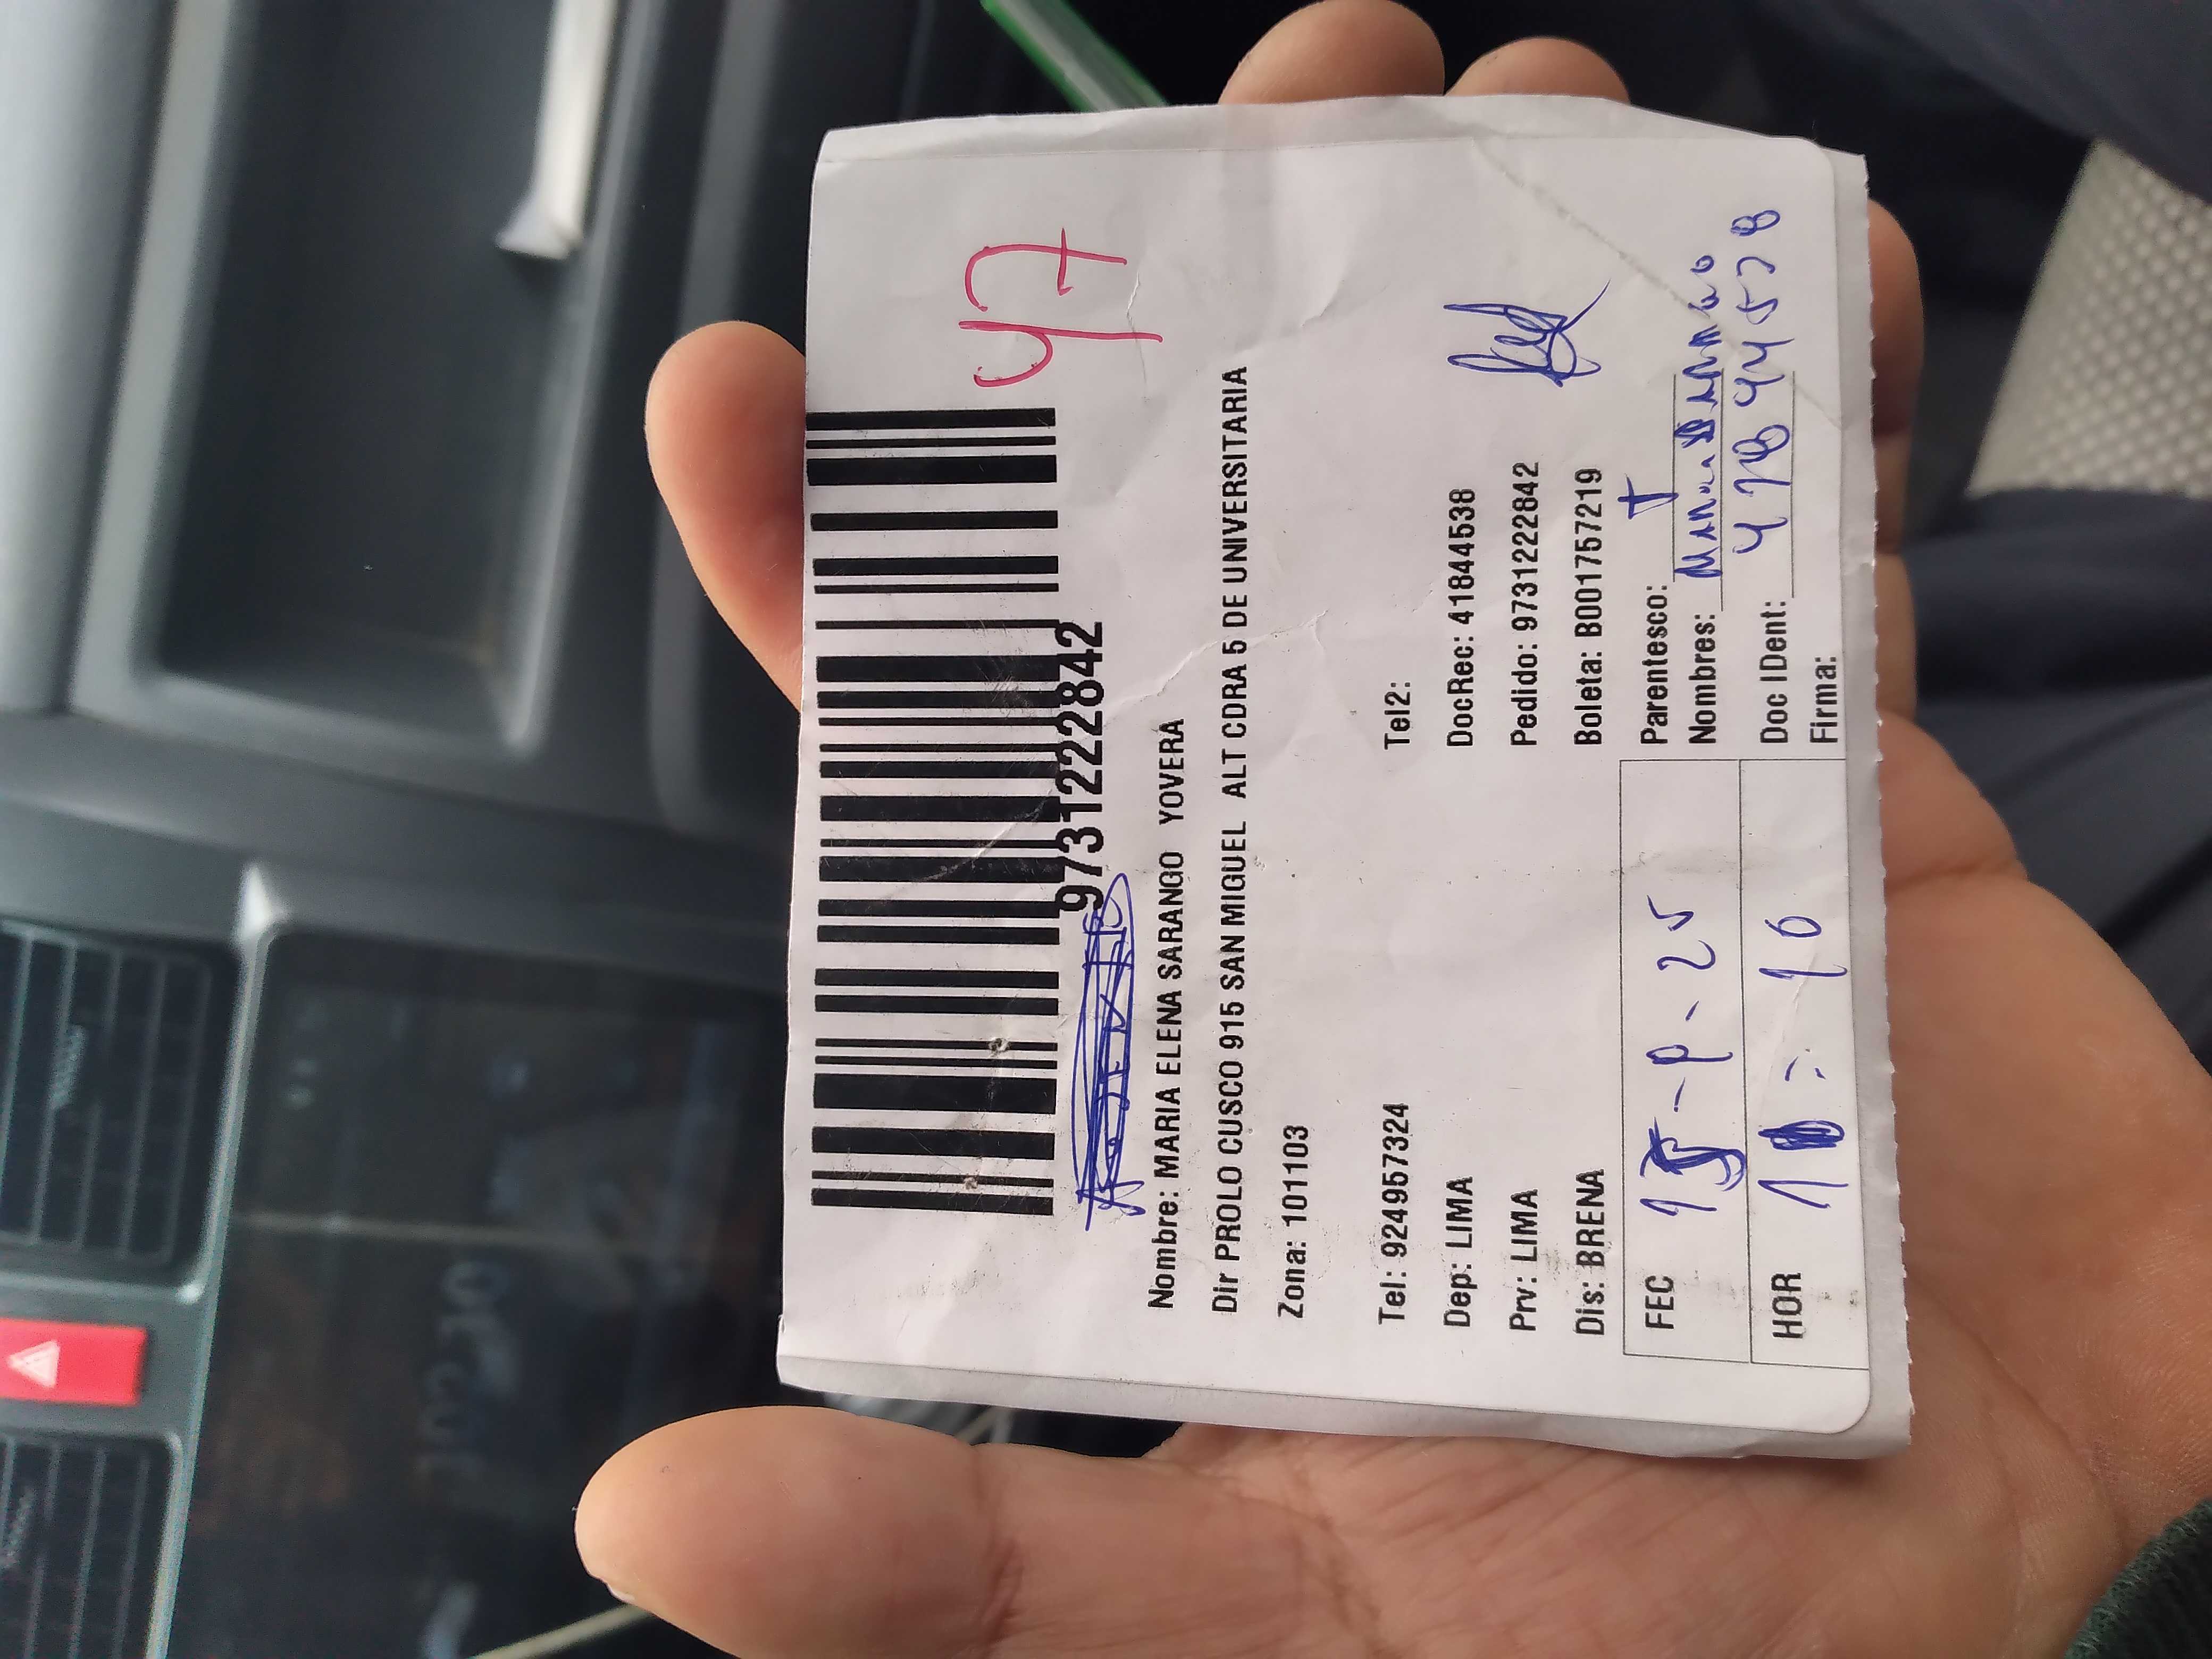 47
9731222842
Nombre: MARIA ELENA SARANGO YOVERA
Dir PROLO CUSCO 915 SAN MIGUEL ALT CDRA 5 DE UNIVERSITARIA
Zona: 101103
Tel: 924957324 Tel2:
Dep: LIMA DocRec: 41844538
Prv: LIMA Pedido: 9731222842
Dis: BRENA Boleta: B001757219
FEC Parentesco: T
Nombres:
HOR Doc IDent:
Firma: